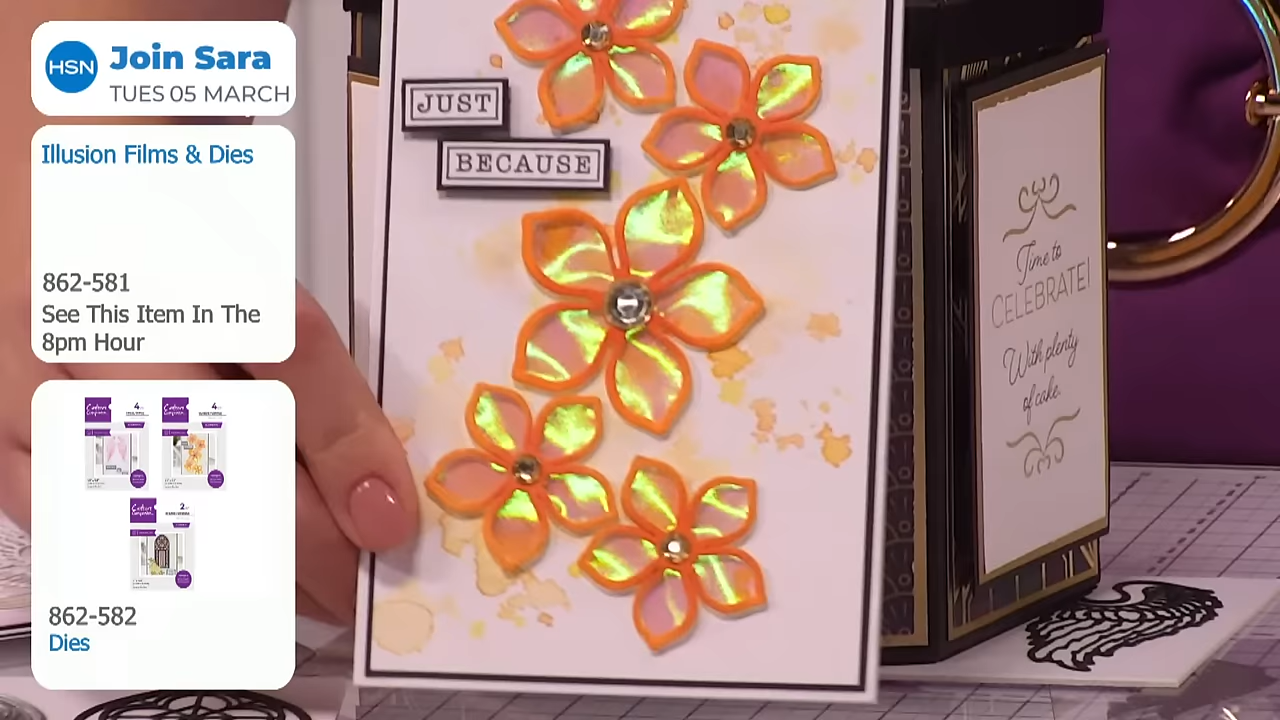 HSN
Join Sara
TUES 05 MARCH
Illusion Films & Dies
862-581
See This Item In The
8pm Hour
862-582
Dies
JUST
BECAUSE
Time to
CELEBRATE!
With plenty
of cake.